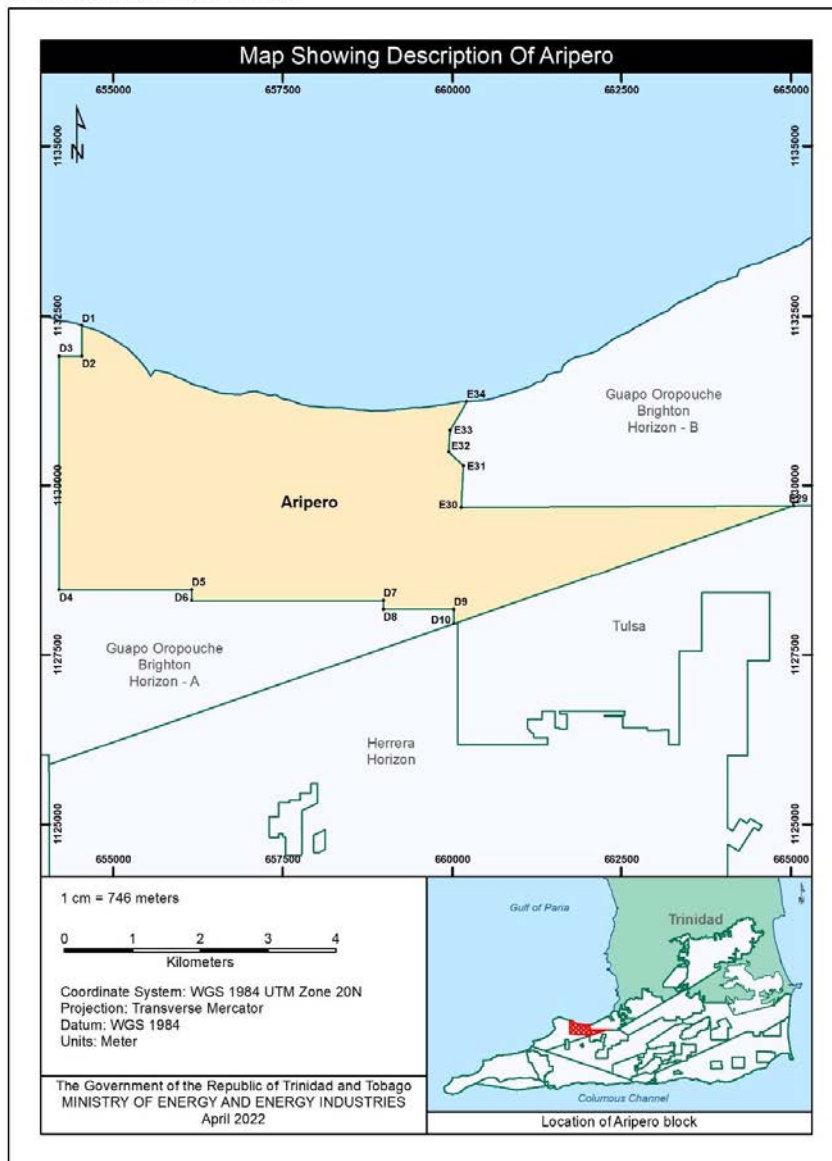 Map Showing Description Of Aripero
655000
657500
660000
662500
665000
1135000
1135000
N
1132500
1132500
D1
D3
D2
E34
Guapo Oropouche
Brighton
Horizon - B
E33
E32
E31
1130000
1130000
Aripero
E30
E29
D5
D4
D6
D7
D8
D9
D10
Tulsa
1127500
1127500
Guapo Oropouche
Brighton
Horizon - A
Herrera
Horizon
1125000
1125000
655000
657500
660000
662500
665000
1 cm = 746 meters
0 1 2 3 4
Kilometers
Coordinate System: WGS 1984 UTM Zone 20N
Projection: Transverse Mercator
Datum: WGS 1984
Units: Meter
The Government of the Republic of Trinidad and Tobago
MINISTRY OF ENERGY AND ENERGY INDUSTRIES
April 2022
Gulf of Paria
Trinidad
Columbus Channel
Location of Aripero block